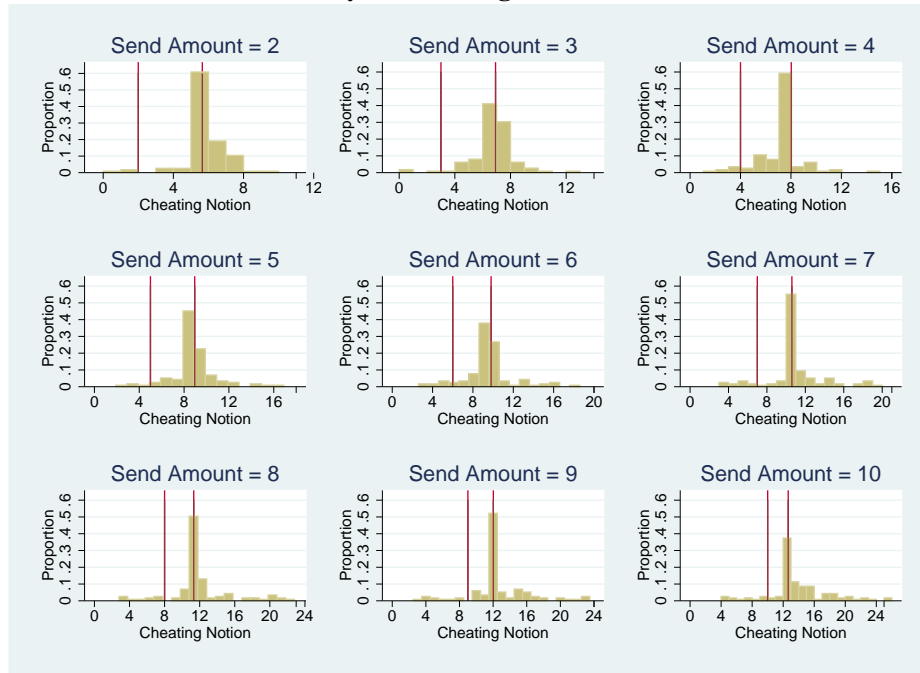 Send Amount = 2
Proportion
0 .1 .2 .3 .4 .5 .6
0 4 8 12
Cheating Notion
Send Amount = 3
Proportion
0 .1 .2 .3 .4 .5 .6
0 4 8 12
Cheating Notion
Send Amount = 4
Proportion
0 .1 .2 .3 .4 .5 .6
0 4 8 12 16
Cheating Notion
Send Amount = 5
Proportion
0 .1 .2 .3 .4 .5 .6
0 4 8 12 16
Cheating Notion
Send Amount = 6
Proportion
0 .1 .2 .3 .4 .5 .6
0 4 8 12 16 20
Cheating Notion
Send Amount = 7
Proportion
0 .1 .2 .3 .4 .5 .6
0 4 8 12 16 20
Cheating Notion
Send Amount = 8
Proportion
0 .1 .2 .3 .4 .5 .6
0 4 8 12 16 20 24
Cheating Notion
Send Amount = 9
Proportion
0 .1 .2 .3 .4 .5 .6
0 4 8 12 16 20 24
Cheating Notion
Send Amount = 10
Proportion
0 .1 .2 .3 .4 .5 .6
0 4 8 12 16 20 24
Cheating Notion